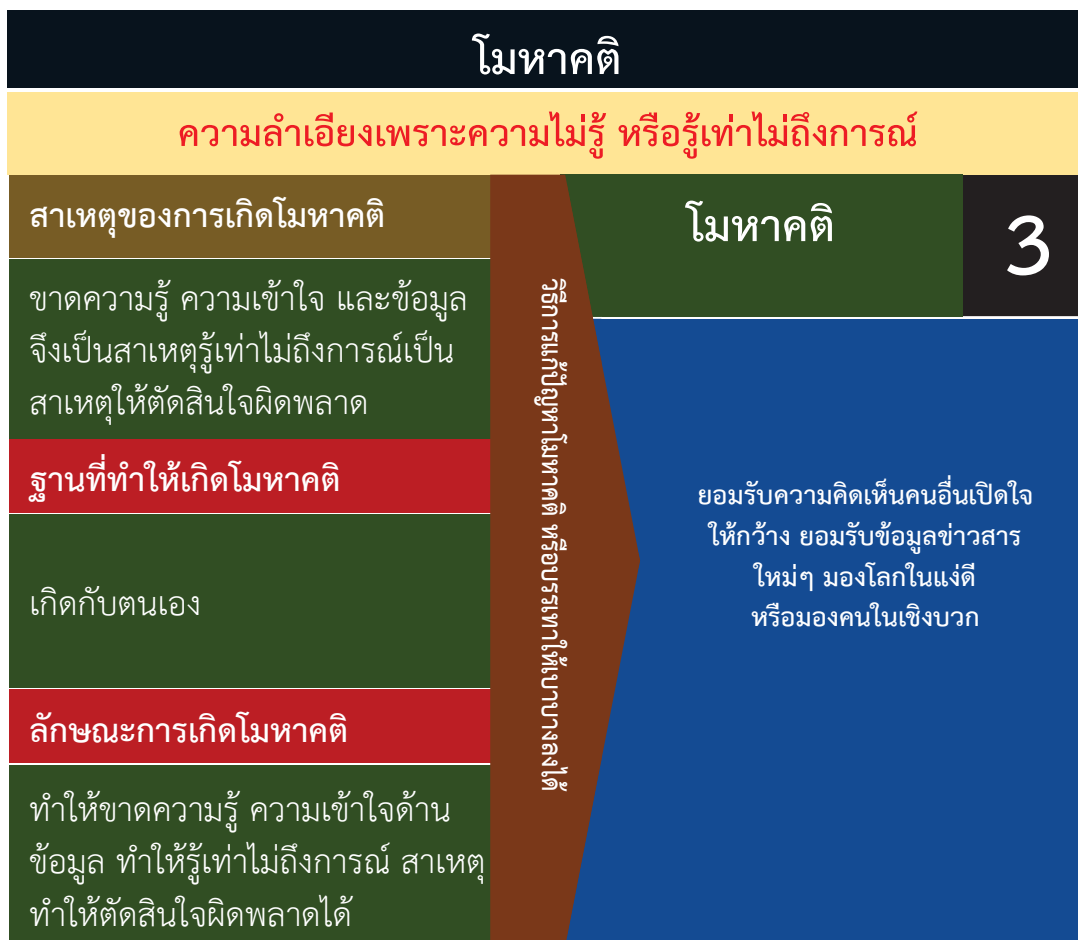 โมหาคติ
ความลำเอียงเพราะความไม่รู้ หรือรู้เท่าไม่ถึงการณ์
สาเหตุของการเกิดโมหาคติ
ขาดความรู้ ความเข้าใจ และข้อมูล
จึงเป็นสาเหตุรู้เท่าไม่ถึงการณ์เป็น
สาเหตุให้ตัดสินใจผิดพลาด
ฐานที่ทำให้เกิดโมหาคติ
เกิดกับตนเอง
ลักษณะการเกิดโมหาคติ
ทำให้ขาดความรู้ ความเข้าใจด้าน
ข้อมูล ทำให้รู้เท่าไม่ถึงการณ์ สาเหตุ
ทำให้ตัดสินใจผิดพลาดได้
วิธีการแก้ปัญหาโมหาคติ หรือบรรเทาให้เบาบางลงได้
โมหาคติ
3
ยอมรับความคิดเห็นคนอื่นเปิดใจ
ให้กว้าง ยอมรับข้อมูลข่าวสาร
ใหม่ๆ มองโลกในแง่ดี
หรือมองคนในเชิงบวก